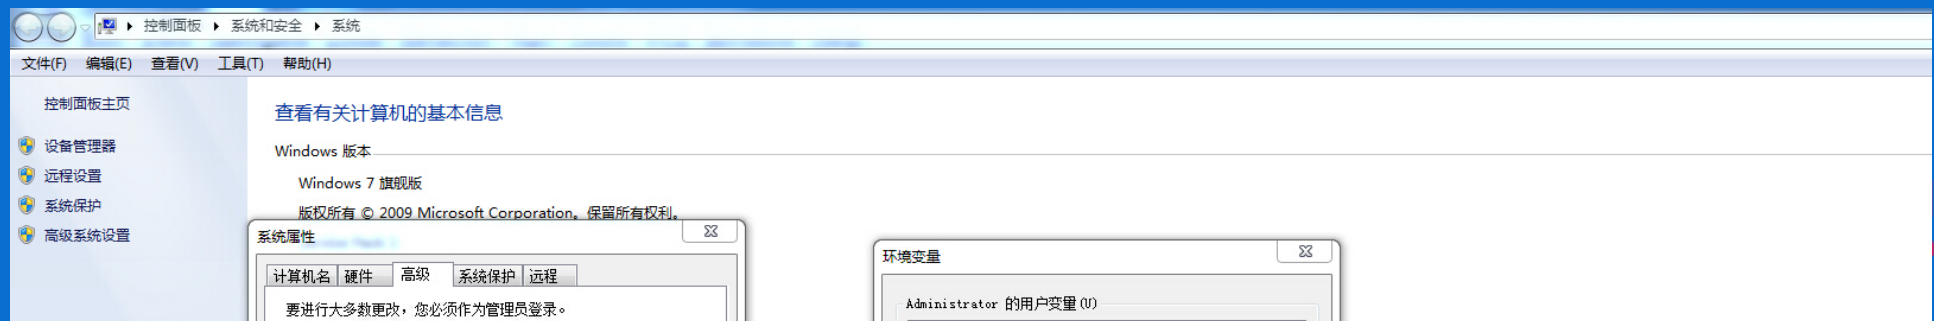 控制面板 系统和安全 系统
文件(F) 编辑(E) 查看(V) 工具(T) 帮助(H)
控制面板主页
设备管理器
远程设置
系统保护
高级系统设置
查看有关计算机的基本信息
Windows 版本
Windows 7 旗舰版
版权所有 © 2009 Microsoft Corporation。保留所有权利。
系统属性
计算机名 硬件 高级 系统保护 远程
要进行大多数更改，您必须作为管理员登录。
环境变量
Administrator 的用户变量(U)